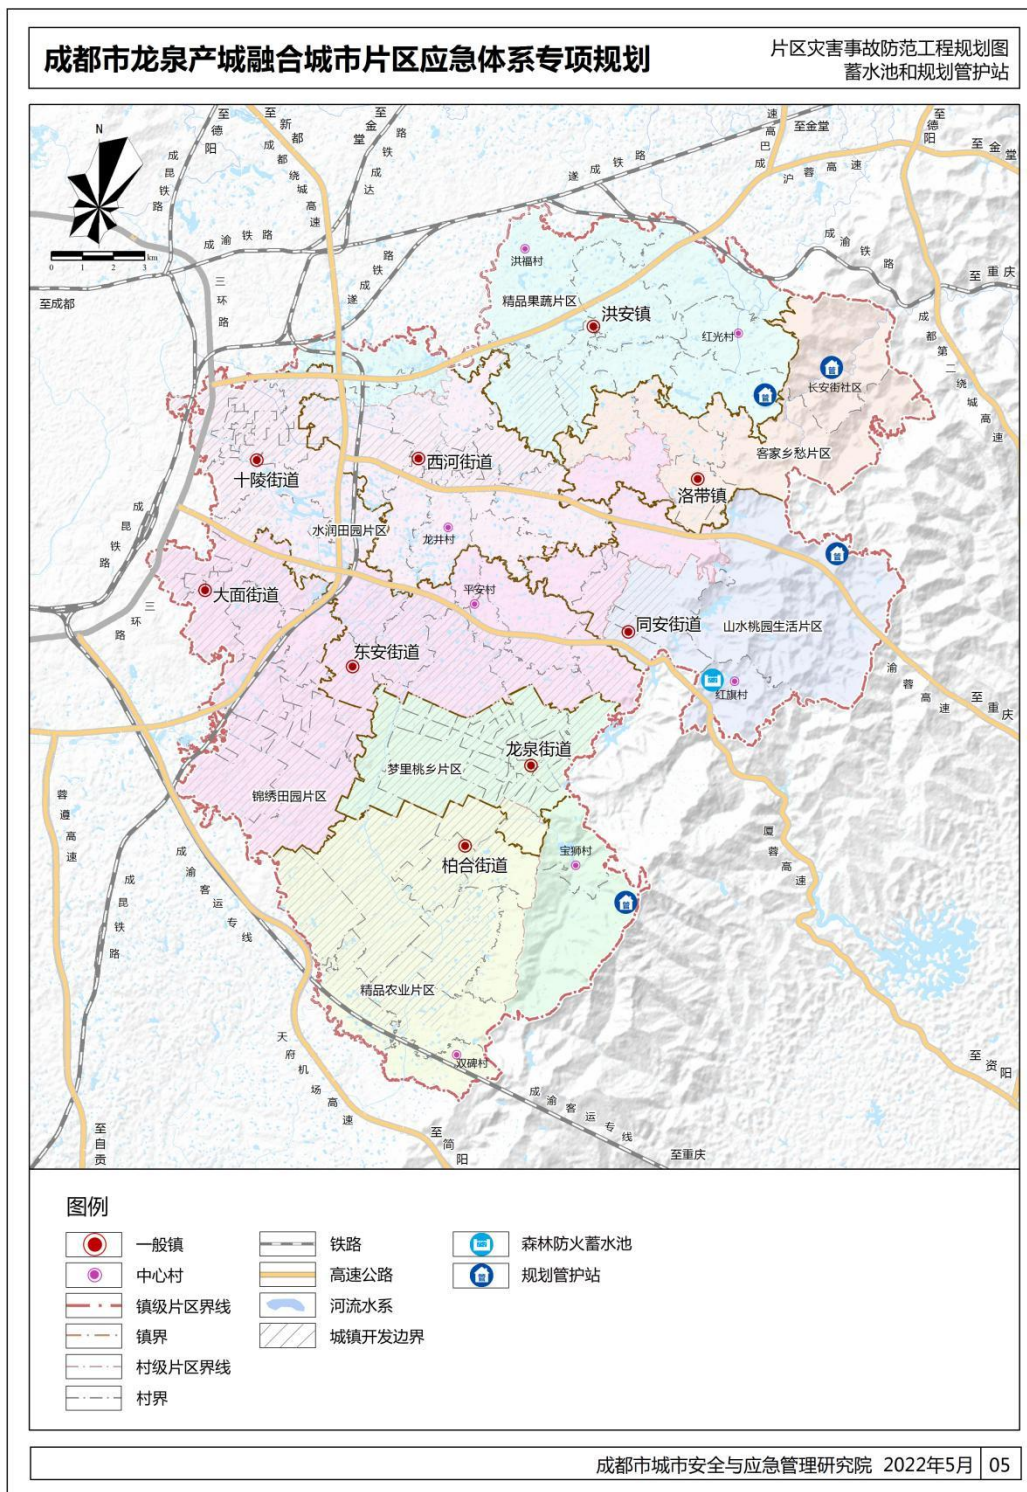 成都市龙泉产城融合城市片区应急体系专项规划
片区灾害事故防范工程规划图
蓄水池和规划管护站
N
0 1 2 3 km
至德阳
至新都
至金堂
成昆铁路
成都绕城高速
成达铁路
遂成铁路
成巴高速
至金堂
沪蓉高速
至德阳
至金堂
成渝铁路
三环路
遂成铁路
至成都
成渝铁路
至重庆
成都第二绕城高速
洪福村
精品果蔬片区
洪安镇
红光村
长安街社区
客家乡愁片区
洛带镇
西河街道
十陵街道
水润田园片区
龙井村
成昆铁路
三环路
大面街道
平安村
同安街道
山水桃园生活片区
东安街道
红旗村
渝蓉高速
至重庆
龙泉街道
梦里桃乡片区
锦绣田园片区
蓉遵高速
成昆铁路
成渝客运专线
柏合街道
宝狮村
厦蓉高速
精品农业片区
双碑村
天府机场高速
成渝客运专线
至自贡
至简阳
至重庆
至资阳
图例
一般镇
中心村
镇级片区界线
镇界
村级片区界线
村界
铁路
高速公路
河流水系
城镇开发边界
森林防火蓄水池
规划管护站
成都市城市安全与应急管理研究院 2022年5月 05